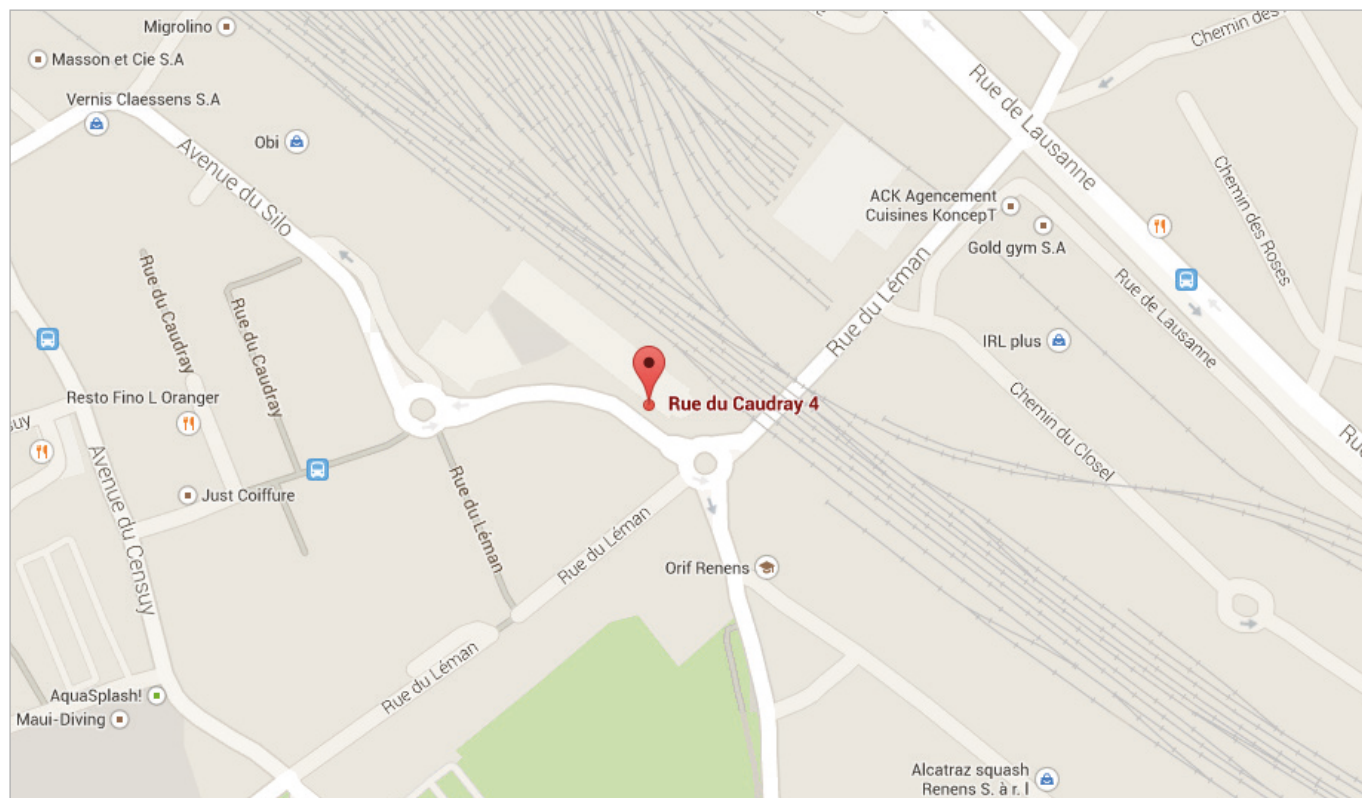 Migrolino
Masson et Cie S.A
Vernis Claessens S.A
Obi
Avenue du Silo
Rue de Lausanne
Chemin des
Chemin des Roses
ACK Agencement
Cuisines KoncepT
Gold gym S.A
Rue du Léman
Rue de Lausanne
IRL plus
Rue du Caudray
Rue du Caudray
Resto Fino L Oranger
Rue du Caudray 4
Chemin du Closel
Avenue du Censuy
Just Coiffure
Rue du Léman
Rue du Léman
Orif Renens
Rue du Léman
AquaSplash!
Maui-Diving
Alcatraz squash
Renens S. à r. l